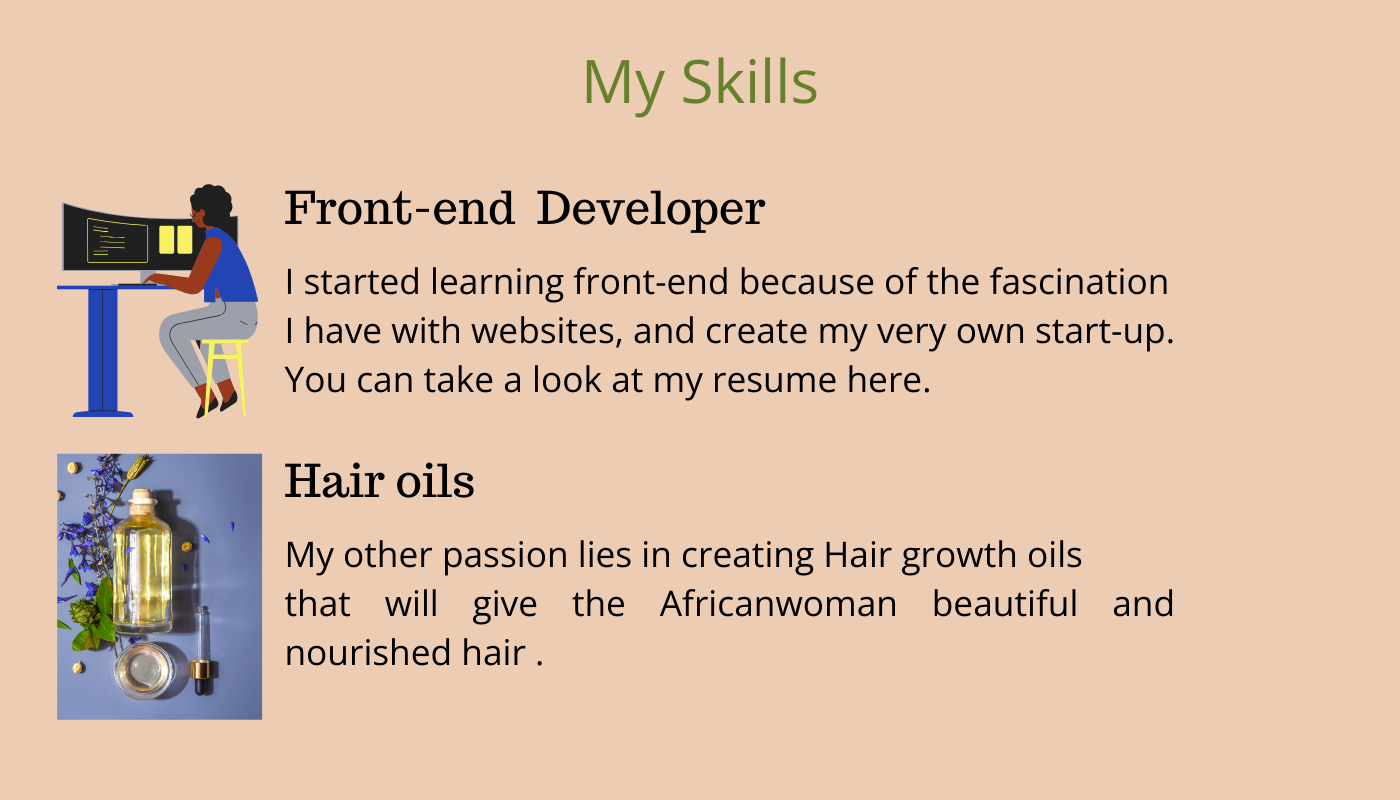 My Skills
Front-end Developer
I started learning front-end because of the fascination
I have with websites, and create my very own start-up.
You can take a look at my resume here.
Hair oils
My other passion lies in creating Hair growth oils
that will give the Africanwoman beautiful and
nourished hair .